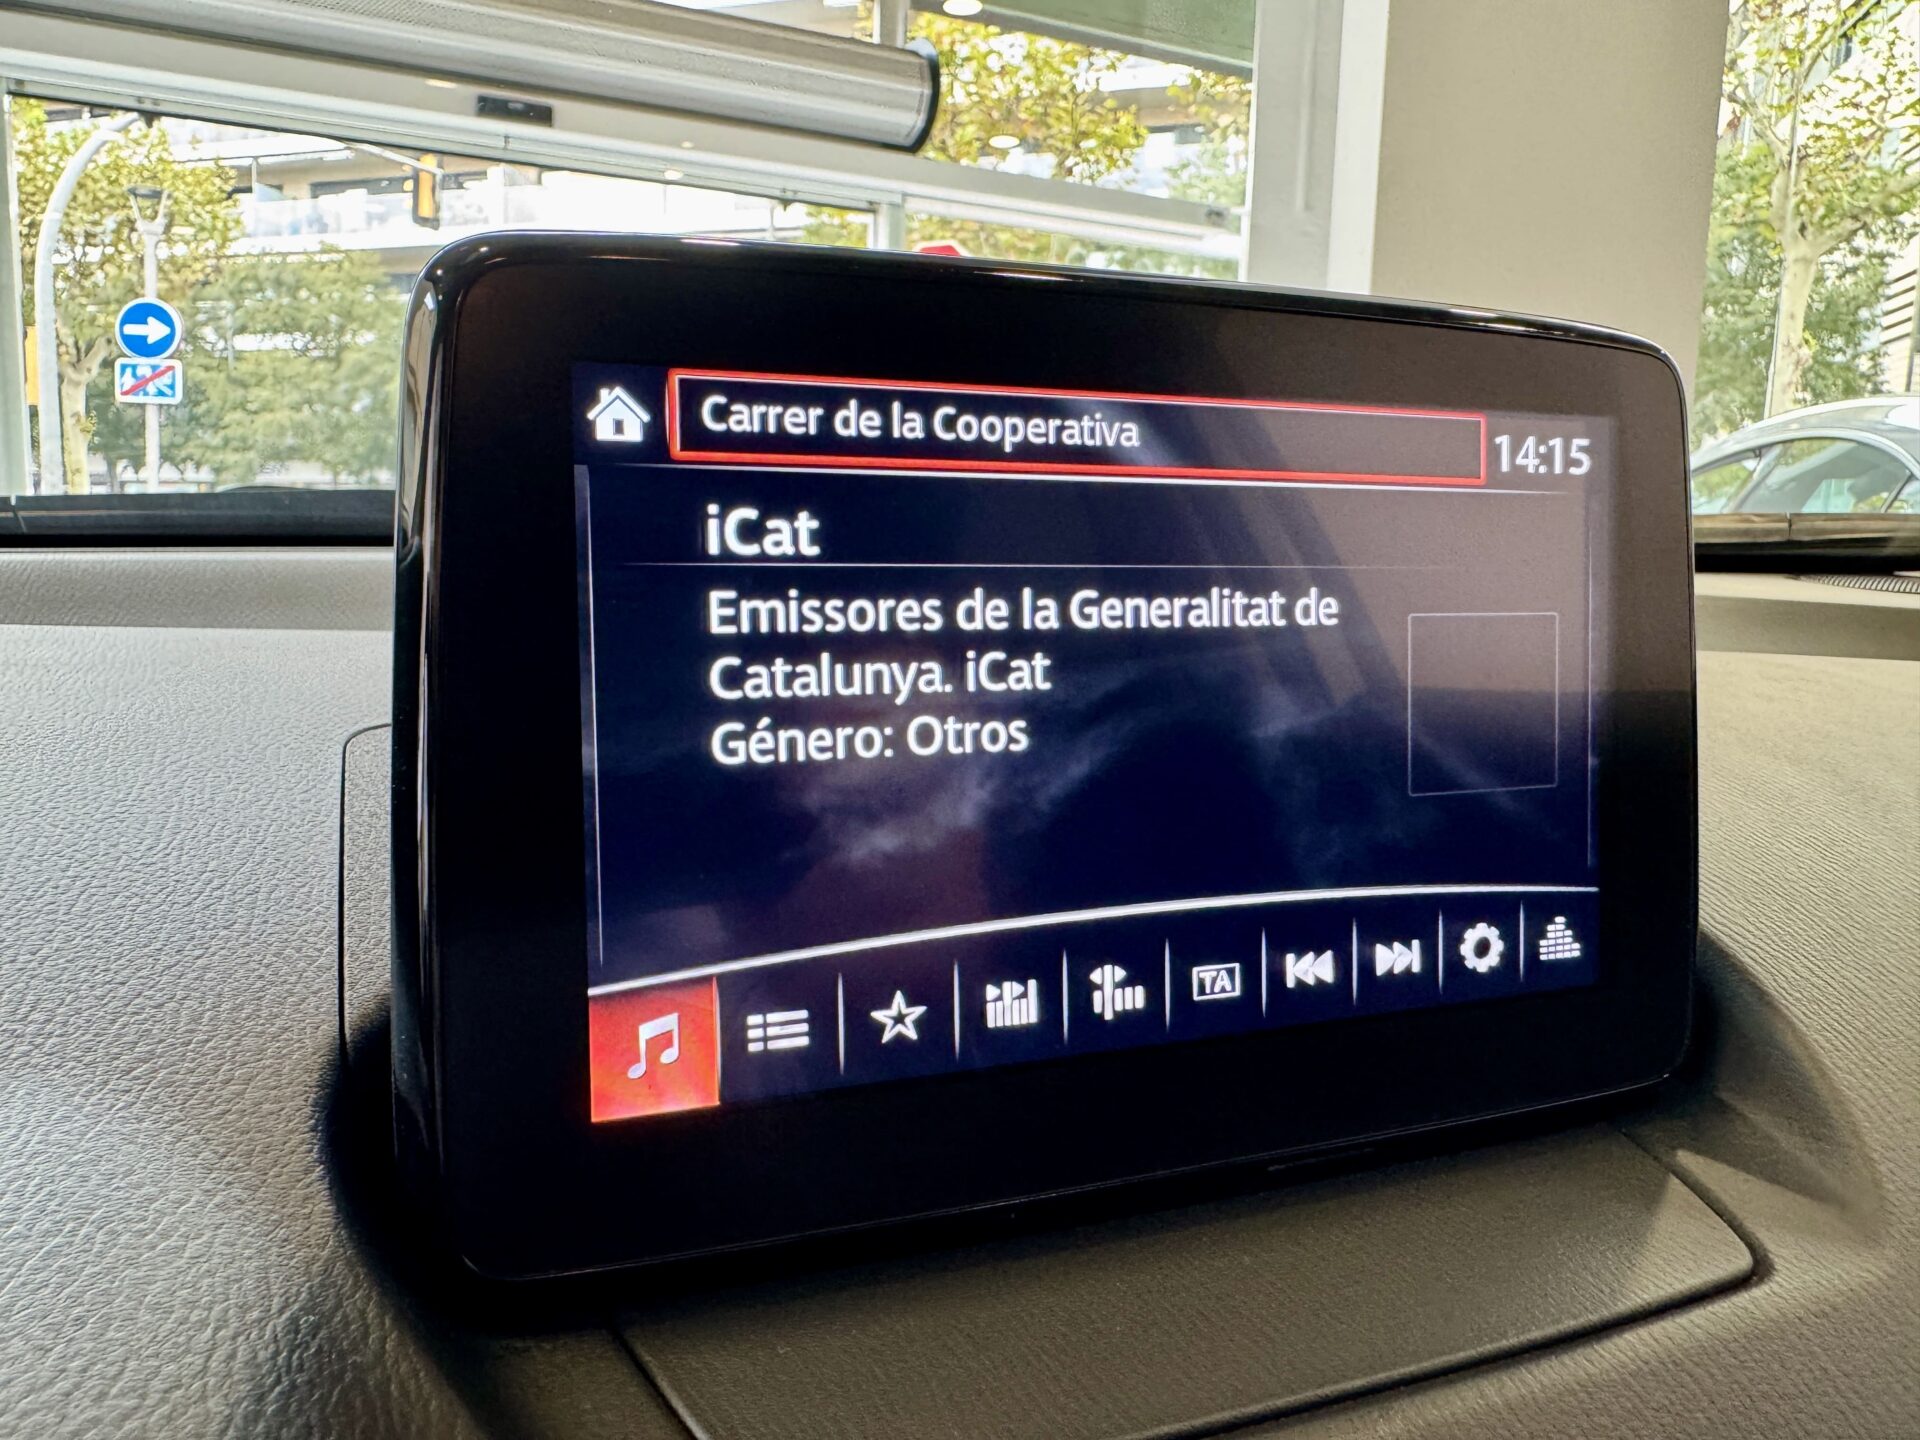 Carrer de la Cooperativa
14:15
iCat
Emissores de la Generalitat de
Catalunya. iCat
Género: Otros
TA